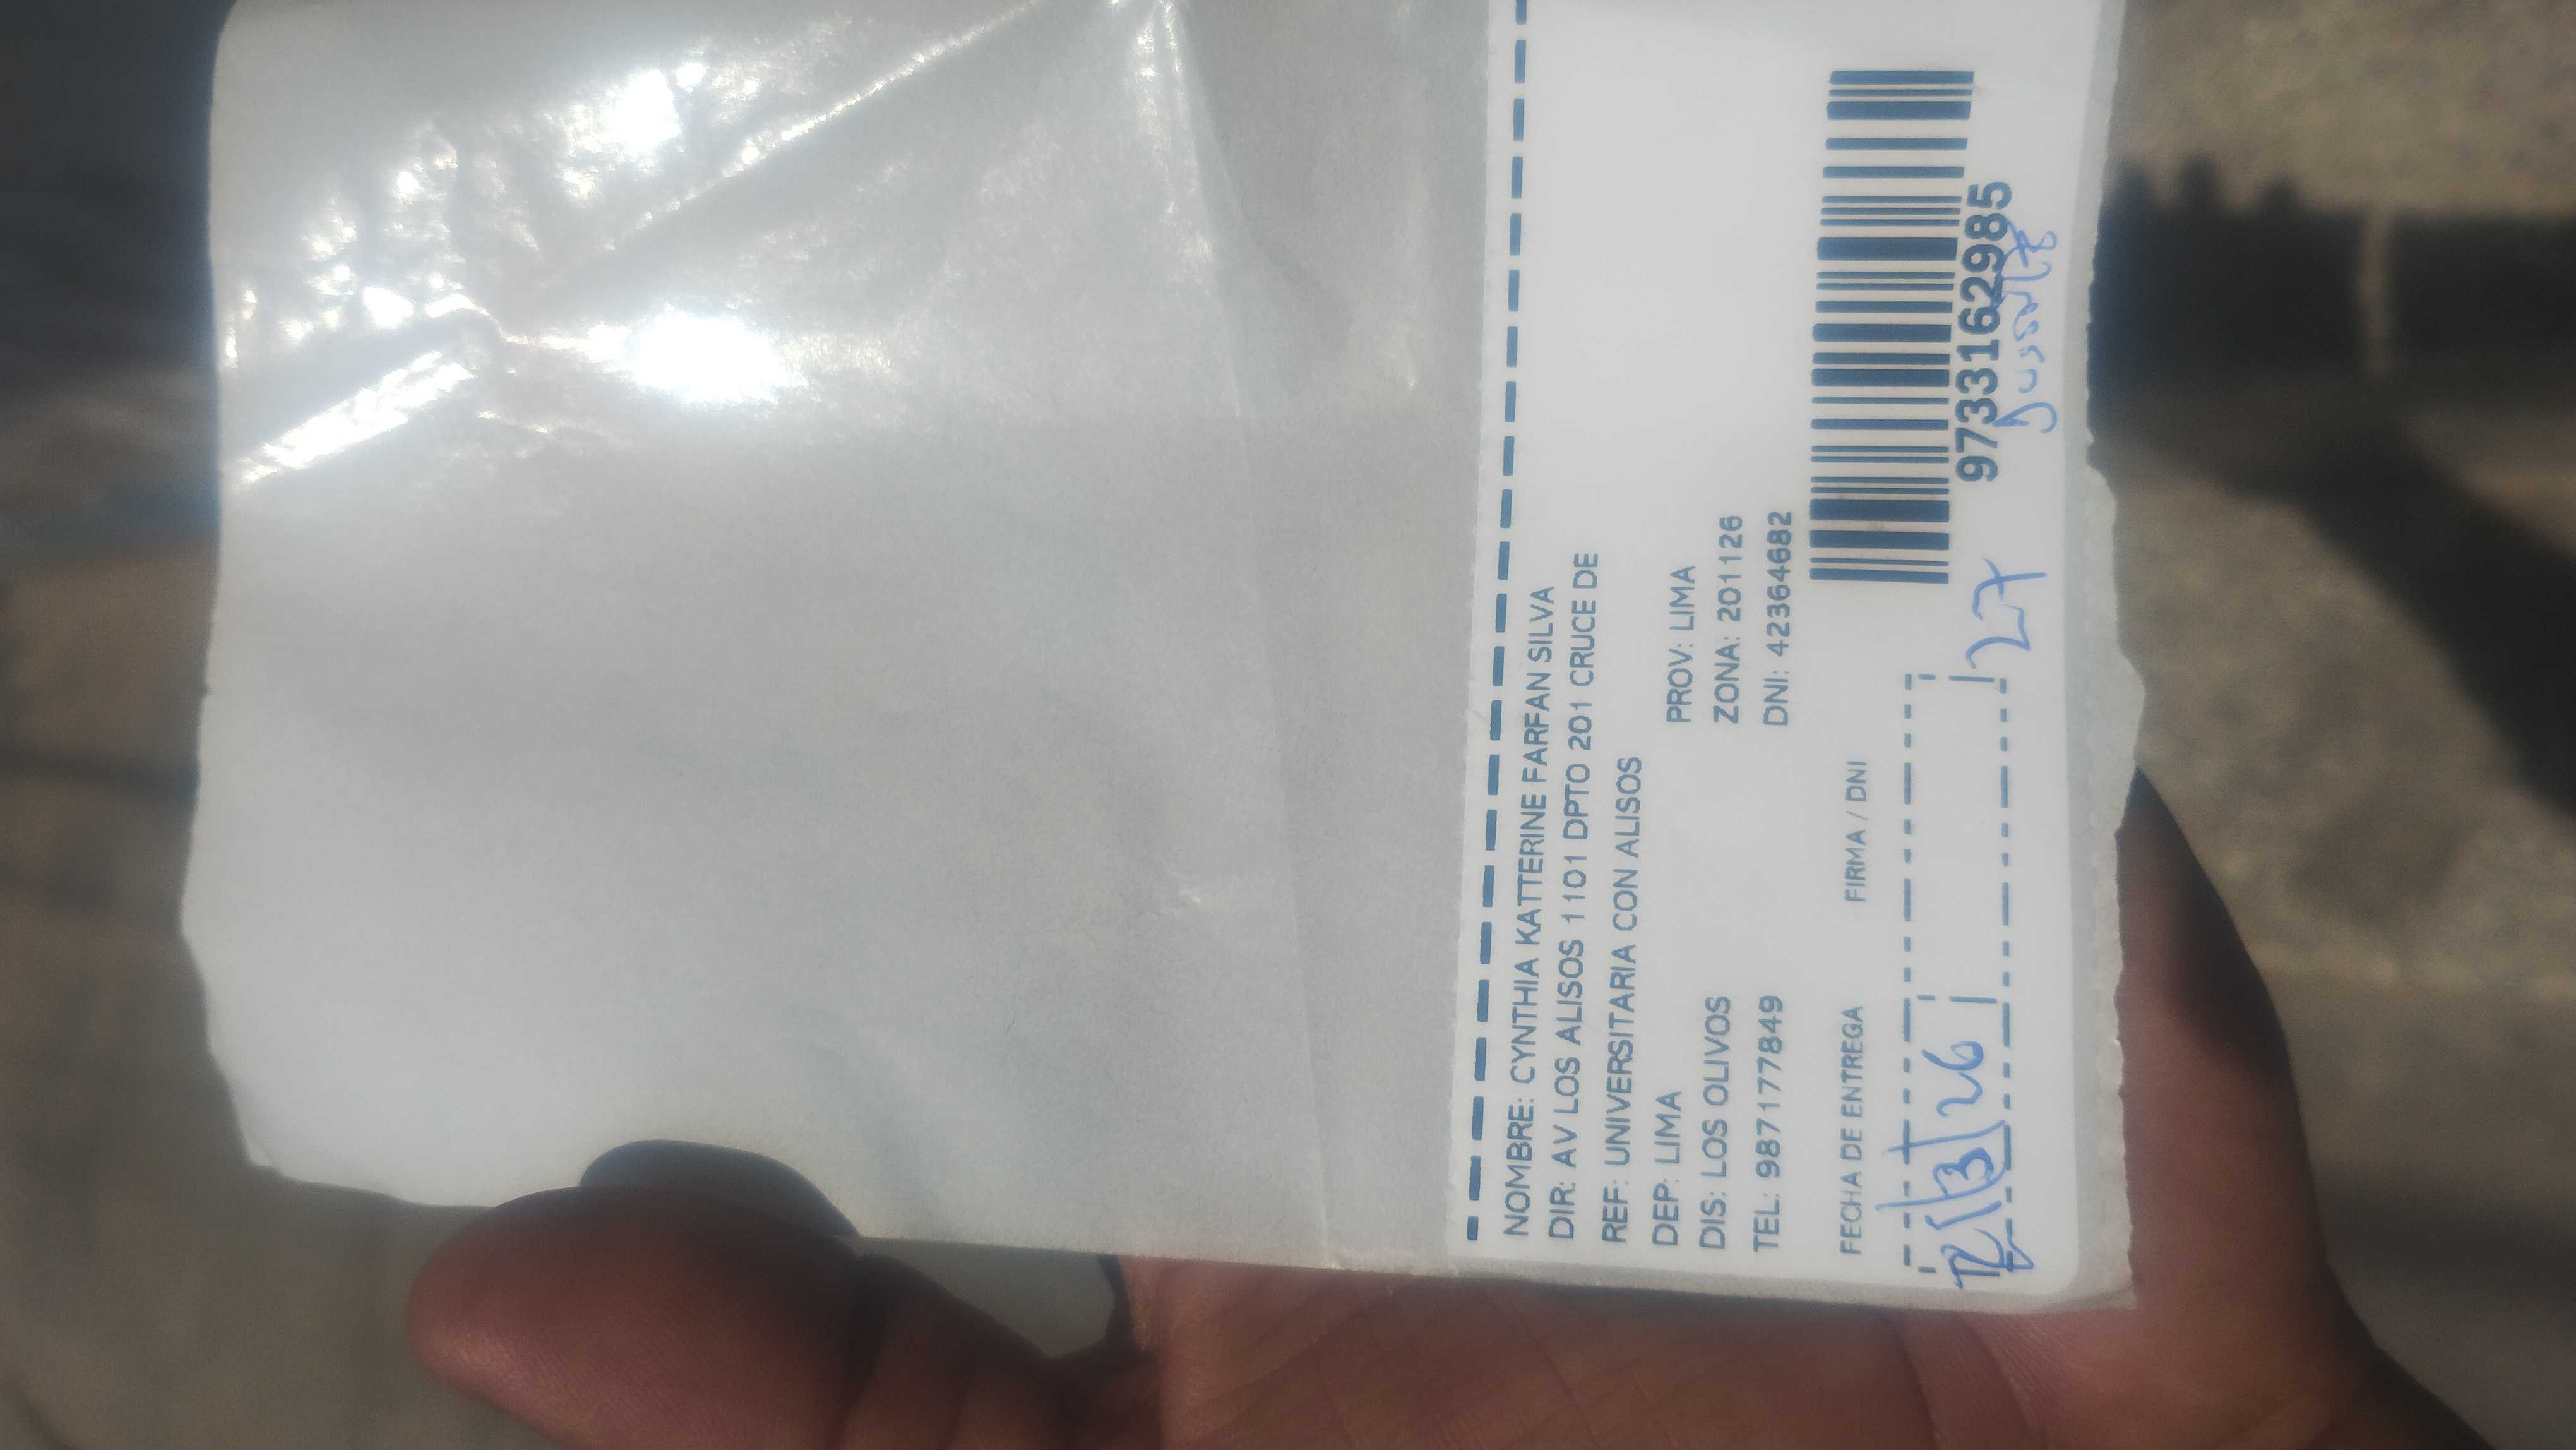 NOMBRE: CYNTHIA KATTERINE FARFAN SILVA
DIR: AV LOS ALISOS 1101 DPTO 201 CRUCE DE
REF: UNIVERSITARIA CON ALISOS
DEP: LIMA PROV: LIMA
DIS: LOS OLIVOS ZONA: 201126
TEL: 987177849 DNI: 42364682
FECHA DE ENTREGA FIRMA / DNI
9733162985
27